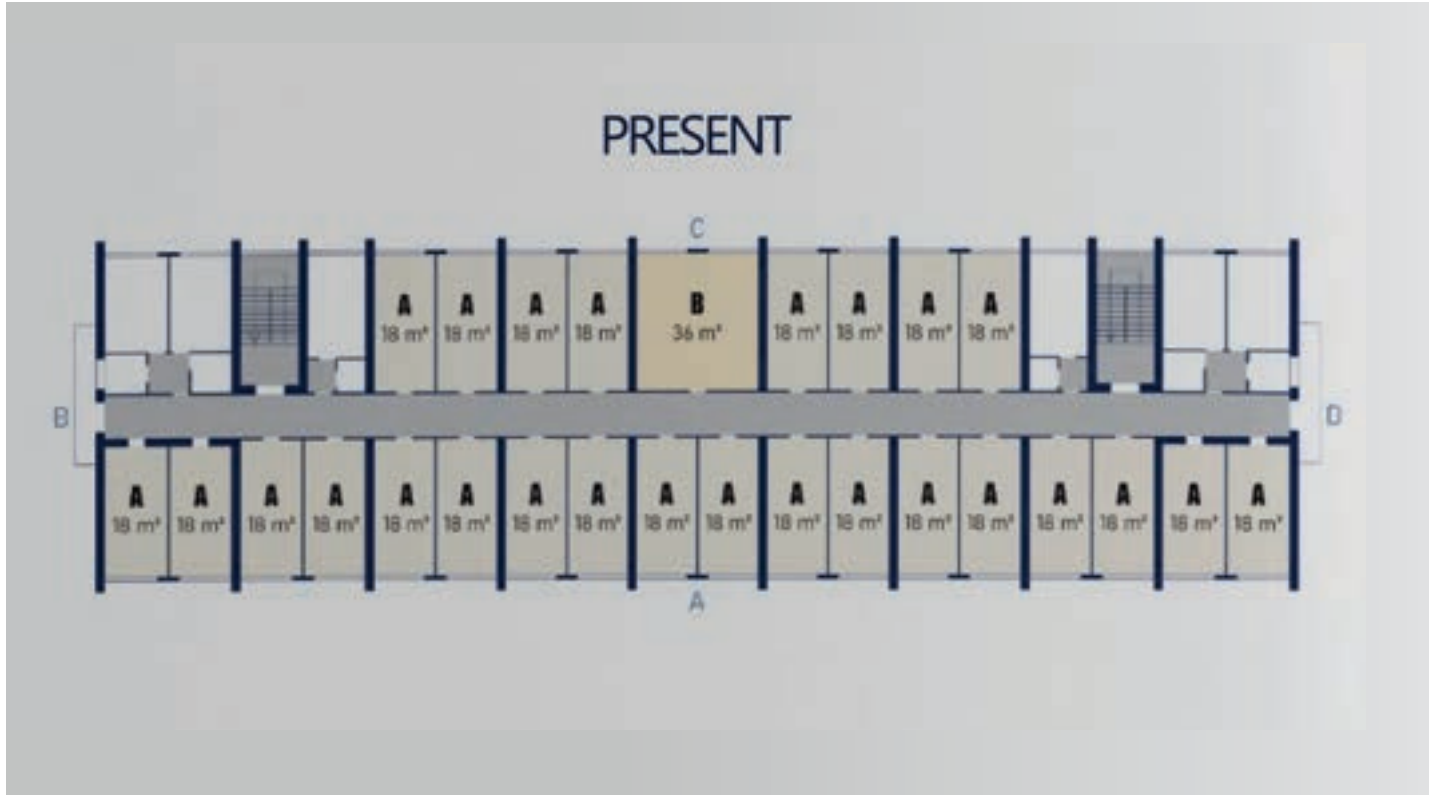 PRESENT
C
A A A A B A A A A
18 m² 18 m² 18 m² 18 m² 36 m² 18 m² 18 m² 18 m² 18 m²
B D
A A A A A A A A A A A A A A A A A A
18 m² 18 m² 18 m² 18 m² 18 m² 18 m² 18 m² 18 m² 18 m² 18 m² 18 m² 18 m² 18 m² 18 m² 18 m² 18 m² 18 m² 18 m²
A